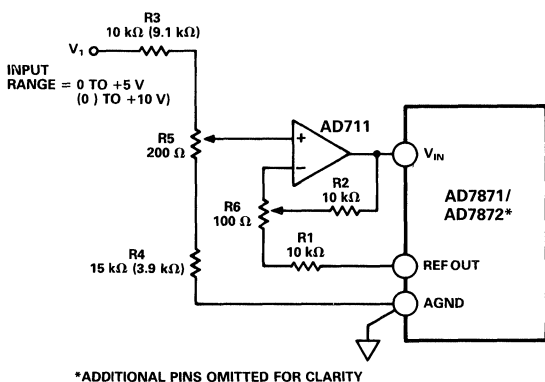 R3
10 kΩ (9.1 kΩ)
V₁
INPUT
RANGE = 0 TO +5 V
(0 ) TO +10 V)
AD711
R5
200 Ω
+
−
VIN
R2
10 kΩ
AD7871/
AD7872*
R6
100 Ω
R1
10 kΩ
R4
15 kΩ (3.9 kΩ)
REF OUT
AGND
*ADDITIONAL PINS OMITTED FOR CLARITY